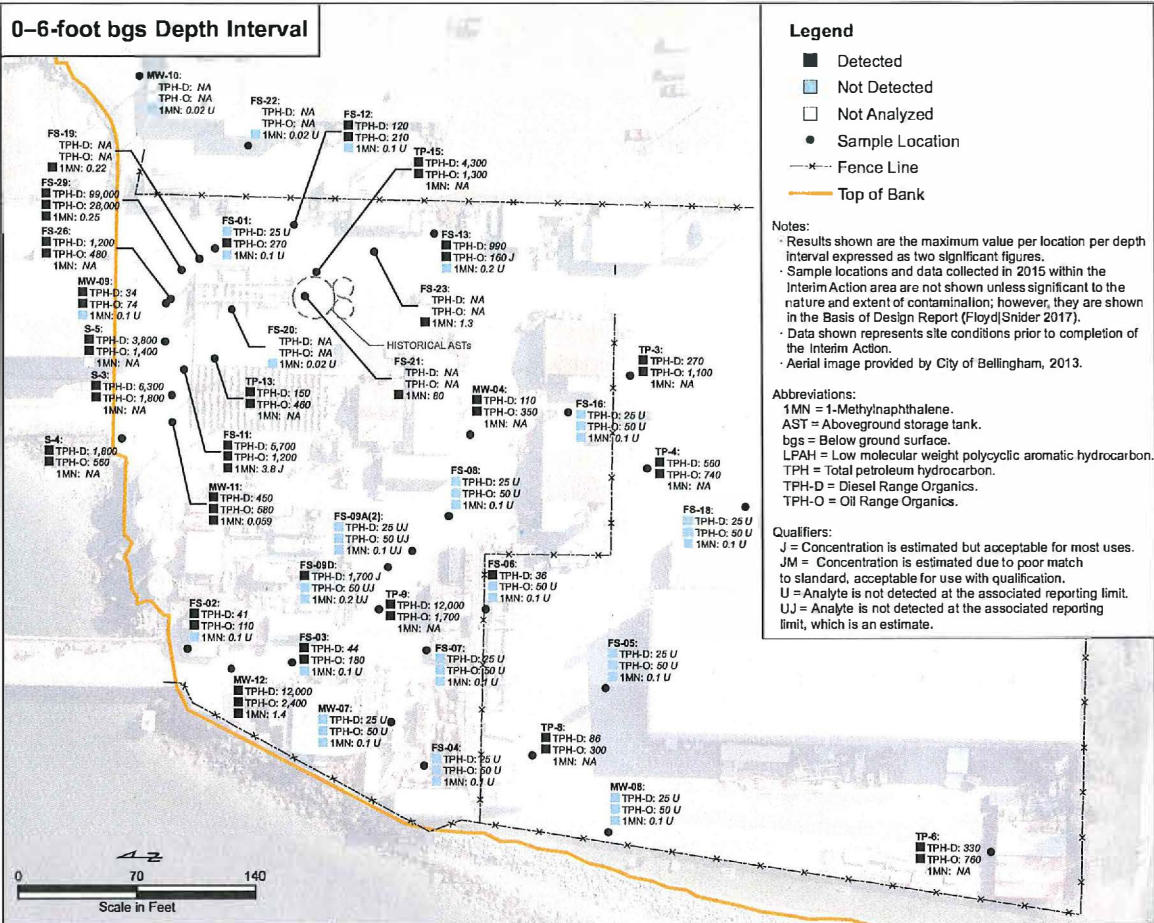 0–6-foot bgs Depth Interval
MW-10:
TPH-D: NA
TPH-O: NA
1MN: 0.02 U
FS-22:
TPH-D: NA
TPH-O: NA
1MN: 0.02 U
FS-12:
TPH-D: 120
TPH-O: 210
1MN: 0.1 U
FS-19:
TPH-D: NA
TPH-O: NA
1MN: 0.22
TP-15:
TPH-D: 4,300
TPH-O: 1,300
1MN: NA
FS-29:
TPH-D: 99,000
TPH-O: 28,000
1MN: 0.25
FS-01:
TPH-D: 25 U
TPH-O: 270
1MN: 0.1 U
FS-13:
TPH-D: 990
TPH-O: 160 J
1MN: 0.2 U
FS-26:
TPH-D: 1,200
TPH-O: 480
1MN: NA
MW-09:
TPH-D: 34
TPH-O: 74
1MN: 0.1 U
FS-23:
TPH-D: NA
TPH-O: NA
1MN: 1.3
S-5:
TPH-D: 3,800
TPH-O: 1,400
1MN: NA
FS-20:
TPH-D: NA
TPH-O: NA
1MN: 0.02 U
HISTORICAL ASTs
FS-21:
TPH-D: NA
TPH-O: NA
1MN: 80
TP-3:
TPH-D: 270
TPH-O: 1,100
1MN: NA
S-3:
TPH-D: 6,300
TPH-O: 1,800
1MN: NA
TP-13:
TPH-D: 150
TPH-O: 460
1MN: NA
MW-04:
TPH-D: 110
TPH-O: 350
1MN: NA
FS-16:
TPH-D: 25 U
TPH-O: 50 U
1MN: 0.1 U
S-4:
TPH-D: 1,800
TPH-O: 560
1MN: NA
FS-11:
TPH-D: 5,700
TPH-O: 1,200
1MN: 3.8 J
TP-4:
TPH-D: 560
TPH-O: 740
1MN: NA
MW-11:
TPH-D: 450
TPH-O: 580
1MN: 0.059
FS-08:
TPH-D: 25 U
TPH-O: 50 U
1MN: 0.1 U
FS-18:
TPH-D: 25 U
TPH-O: 50 U
1MN: 0.1 U
FS-09A(2):
TPH-D: 25 UJ
TPH-O: 50 UJ
1MN: 0.1 UJ
FS-09D:
TPH-D: 1,700 J
TPH-O: 50 UJ
1MN: 0.2 UJ
FS-06:
TPH-D: 36
TPH-O: 50 U
1MN: 0.1 U
TP-9:
TPH-D: 12,000
TPH-O: 1,700
1MN: NA
FS-02:
TPH-D: 41
TPH-O: 110
1MN: 0.1 U
FS-03:
TPH-D: 44
TPH-O: 180
1MN: 0.1 U
FS-07:
TPH-D: 25 U
TPH-O: 50 U
1MN: 0.1 U
FS-05:
TPH-D: 25 U
TPH-O: 50 U
1MN: 0.1 U
MW-12:
TPH-D: 12,000
TPH-O: 2,400
1MN: 1.4
MW-07:
TPH-D: 25 U
TPH-O: 50 U
1MN: 0.1 U
FS-04:
TPH-D: 25 U
TPH-O: 50 U
1MN: 0.1 U
TP-8:
TPH-D: 86
TPH-O: 300
1MN: NA
MW-08:
TPH-D: 25 U
TPH-O: 50 U
1MN: 0.1 U
TP-6:
TPH-D: 330
TPH-O: 760
1MN: NA
Z
0 70 140
Scale in Feet
Legend
Detected
Not Detected
Not Analyzed
Sample Location
Fence Line
Top of Bank
Notes:
· Results shown are the maximum value per location per depth
interval expressed as two significant figures.
· Sample locations and data collected in 2015 within the
Interim Action area are not shown unless significant to the
nature and extent of contamination; however, they are shown
in the Basis of Design Report (Floyd|Snider 2017).
· Data shown represents site conditions prior to completion of
the Interim Action.
· Aerial image provided by City of Bellingham, 2013.
Abbreviations:
1MN = 1-Methylnaphthalene.
AST = Aboveground storage tank.
bgs = Below ground surface.
LPAH = Low molecular weight polycyclic aromatic hydrocarbon.
TPH = Total petroleum hydrocarbon.
TPH-D = Diesel Range Organics.
TPH-O = Oil Range Organics.
Qualifiers:
J = Concentration is estimated but acceptable for most uses.
JM = Concentration is estimated due to poor match
to standard, acceptable for use with qualification.
U = Analyte is not detected at the associated reporting limit.
UJ = Analyte is not detected at the associated reporting
limit, which is an estimate.